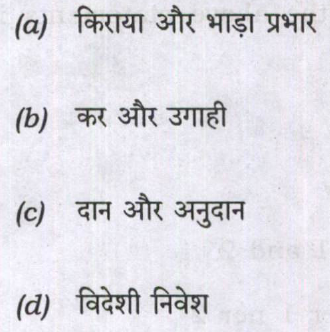 (a) किराया और भाड़ा प्रभार
(b) कर और उगाही
(c) दान और अनुदान
(d) विदेशी निवेश